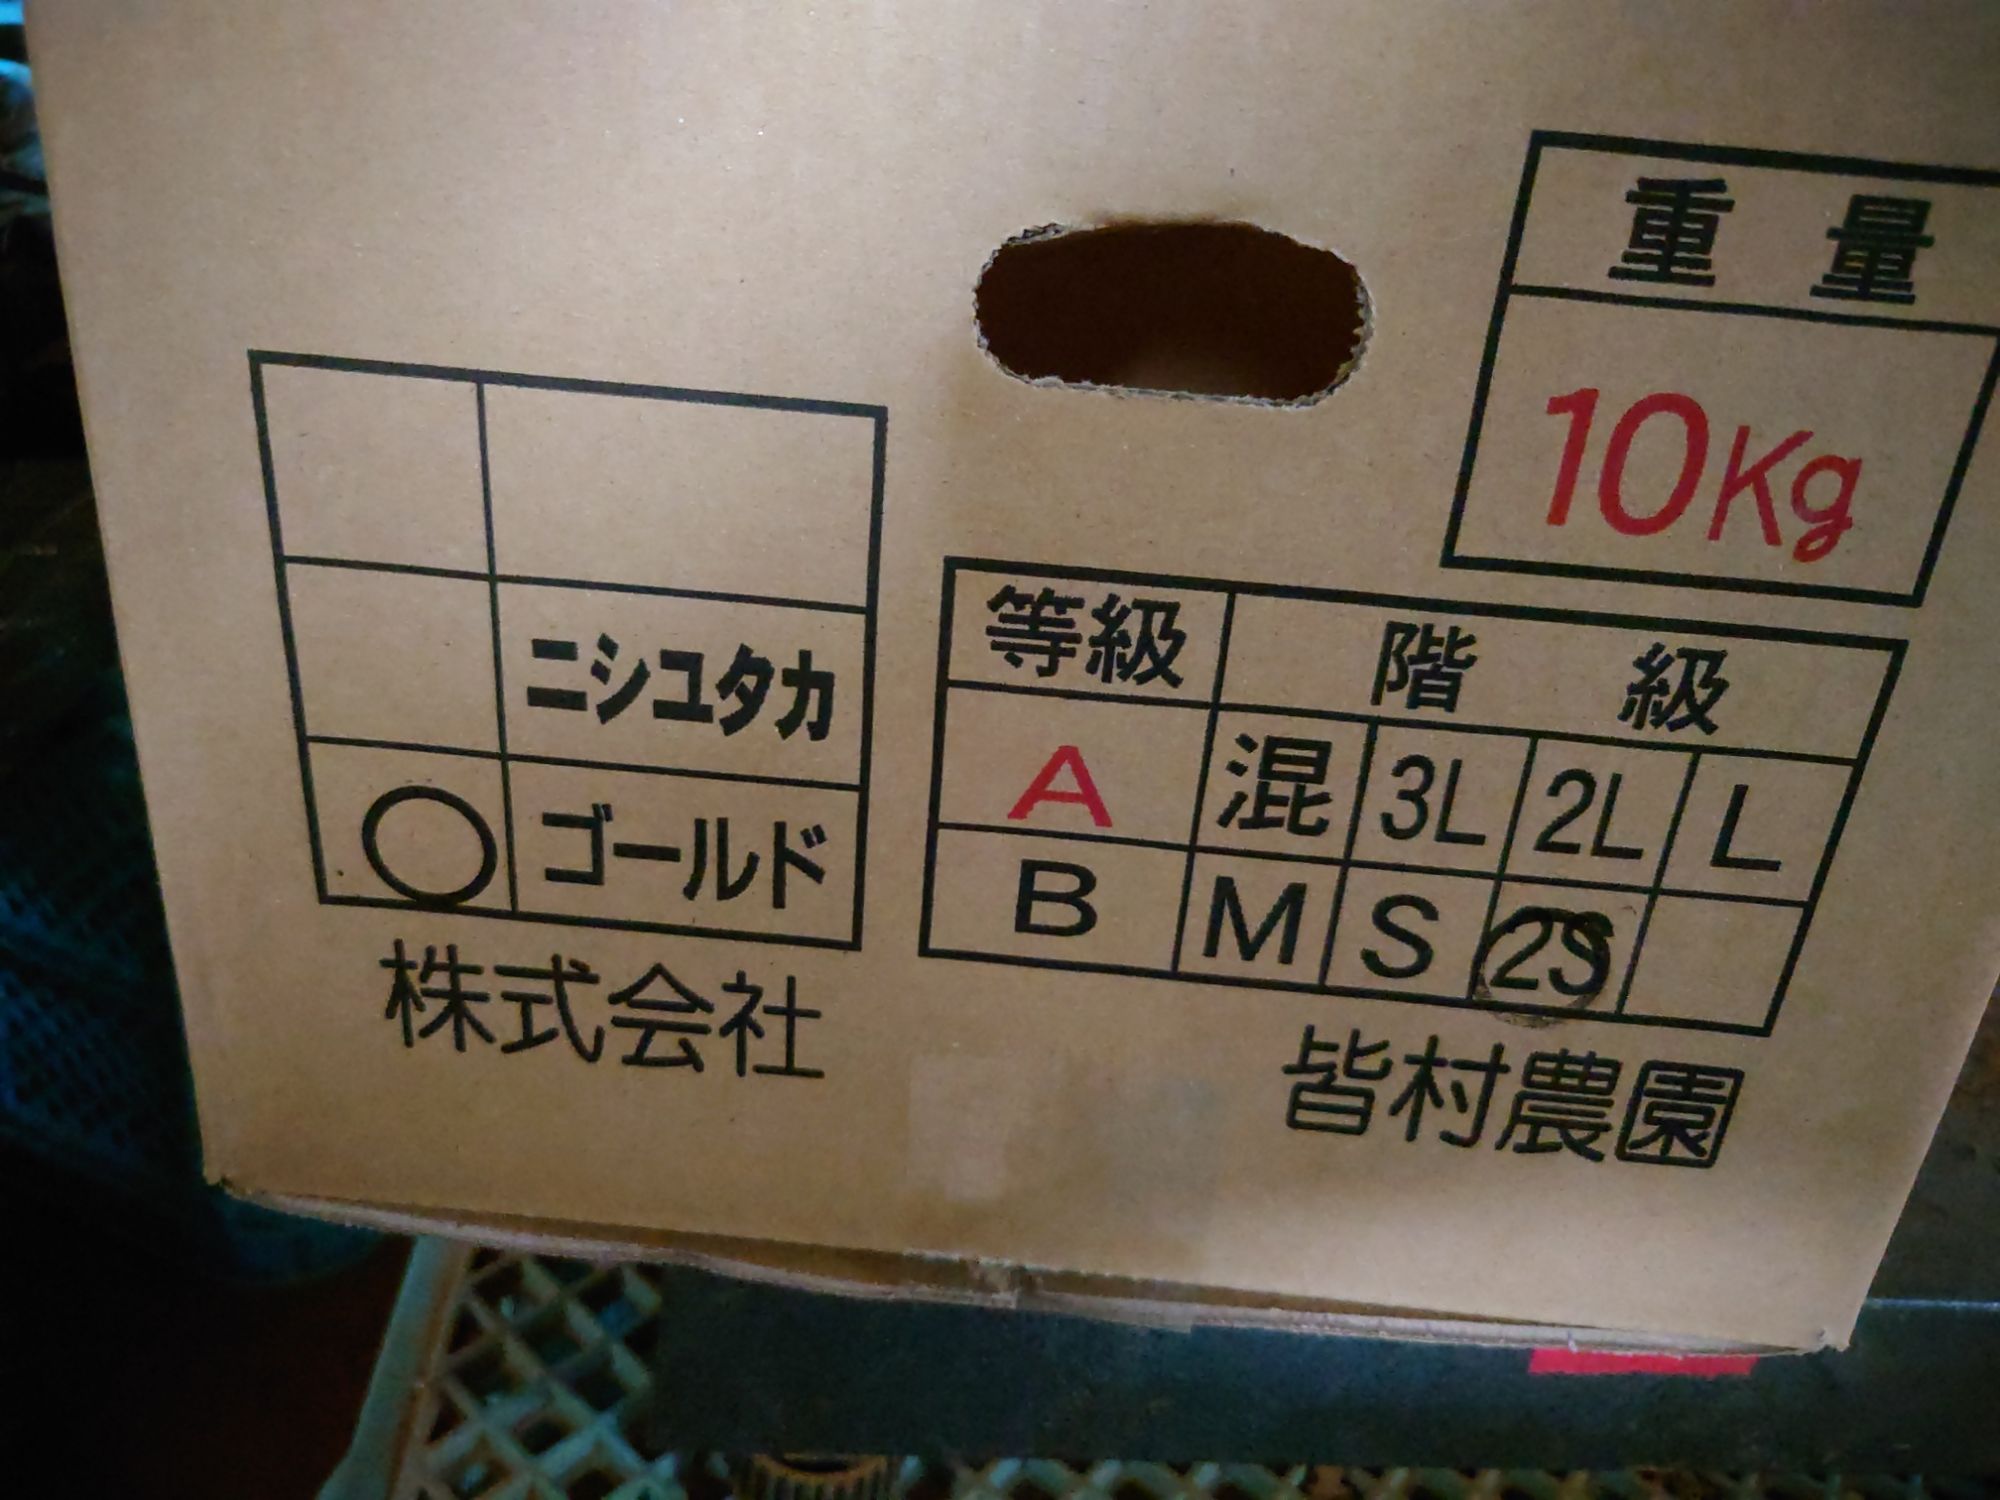 重量
10Kg
ニシユタカ
〇 ゴールド
等級 階級
A 混 3L 2L L
B M S 2S
株式会社 皆村農園